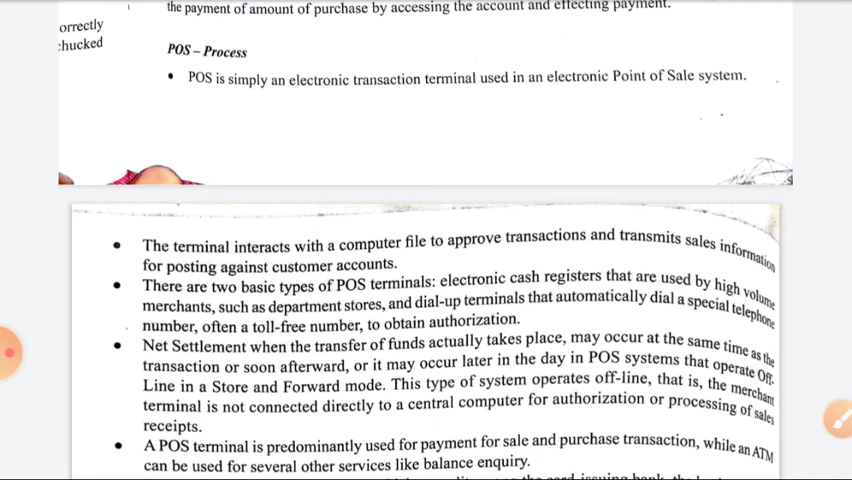 the payment of amount of purchase by accessing the account and effecting payment.
orrectly
chucked
POS – Process
• POS is simply an electronic transaction terminal used in an electronic Point of Sale system.
• The terminal interacts with a computer file to approve transactions and transmits sales information
for posting against customer accounts.
• There are two basic types of POS terminals: electronic cash registers that are used by high volume
merchants, such as department stores, and dial-up terminals that automatically dial a special telephone
number, often a toll-free number, to obtain authorization.
• Net Settlement when the transfer of funds actually takes place, may occur at the same time as the
transaction or soon afterward, or it may occur later in the day in POS systems that operate Off-
Line in a Store and Forward mode. This type of system operates off-line, that is, the merchant
terminal is not connected directly to a central computer for authorization or processing of sales
receipts.
• A POS terminal is predominantly used for payment for sale and purchase transaction, while an ATM
can be used for several other services like balance enquiry.